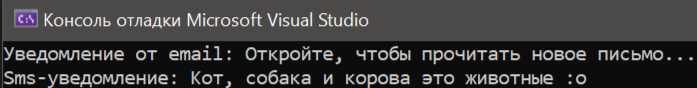 Консоль отладки Microsoft Visual Studio
Уведомление от email: Откройте, чтобы прочитать новое письмо...
Sms-уведомление: Кот, собака и корова это животные :o